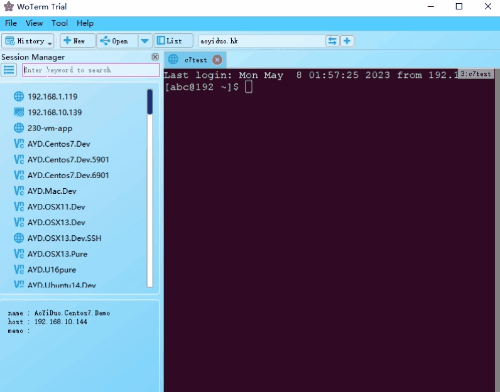 WoTerm Trial
File View Tool Help
History New Open List aoyiduo.hk
Session Manager
c7test
Enter keyword to search
Last login: Mon May 8 01:57:25 2023 from 192.1
3:c7test
[abc@192 ~]$
192.168.1.119
192.168.10.139
230-vm-app
AYD.Centos7.Dev
AYD.Centos7.Dev.5901
AYD.Centos7.Dev.6901
AYD.Mac.Dev
AYD.OSX11.Dev
AYD.OSX13.Dev
AYD.OSX13.Dev.SSH
AYD.OSX13.Pure
AYD.U16pure
AYD.Ubuntu14.Dev
name : AoYiDuo.Centos7.Demo
host : 192.168.10.144
memo :